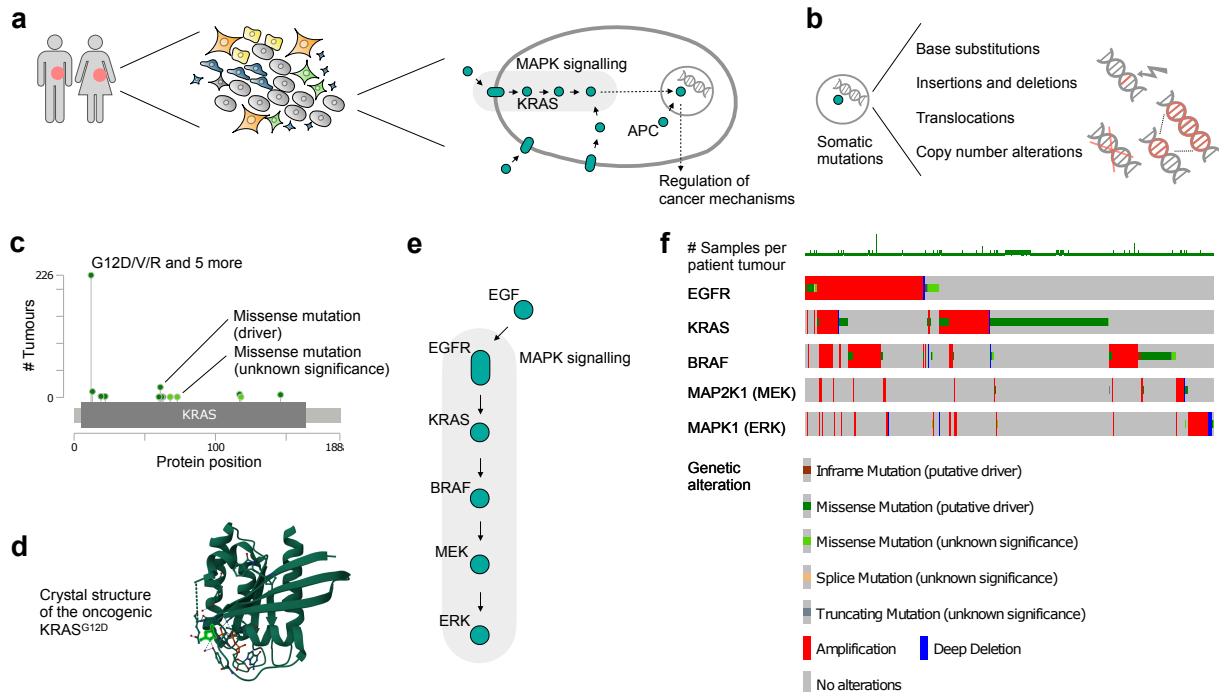 a
MAPK signalling
KRAS
APC
Regulation of
cancer mechanisms
b
Somatic
mutations
Base substitutions
Insertions and deletions
Translocations
Copy number alterations
c
G12D/V/R and 5 more
226
# Tumours
0
Missense mutation
(driver)
Missense mutation
(unknown significance)
KRAS
0
100
188
Protein position
d
Crystal structure
of the oncogenic
KRASG12D
e
EGF
EGFR
MAPK signalling
KRAS
BRAF
MEK
ERK
f
# Samples per
patient tumour
EGFR
KRAS
BRAF
MAP2K1 (MEK)
MAPK1 (ERK)
Genetic
alteration
Inframe Mutation (putative driver)
Missense Mutation (putative driver)
Missense Mutation (unknown significance)
Splice Mutation (unknown significance)
Truncating Mutation (unknown significance)
Amplification
Deep Deletion
No alterations